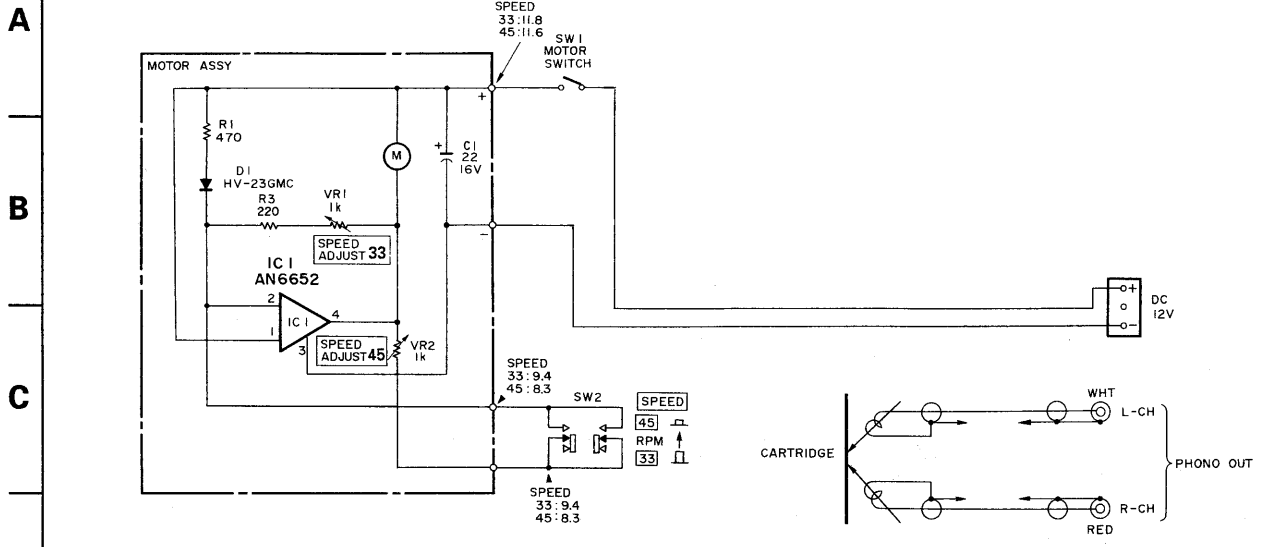 A
SPEED
33:11.8
45:11.6
SW1
MOTOR
SWITCH
MOTOR ASSY
+
R1
470
M
+
C1
22
16V
D1
HV-23GMC
B
R3
220
VR1
1k
−
SPEED
ADJUST 33
IC1
AN6652
2
4
IC1
1
3
SPEED
ADJUST 45
VR2
1k
+
−
DC
12V
C
SPEED
33:9.4
45:8.3
SW2
SPEED
45
RPM
33
SPEED
33:9.4
45:8.3
CARTRIDGE
WHT
L-CH
PHONO OUT
R-CH
RED